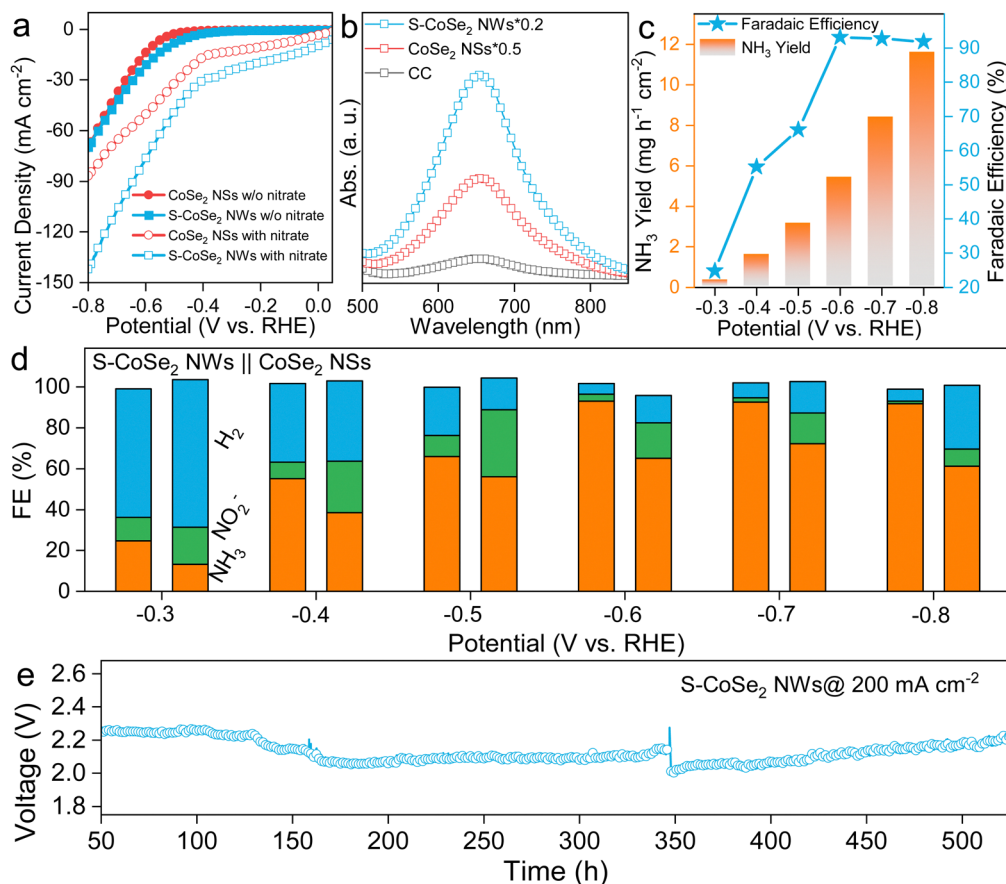 a
0
-30
-60
-90
-120
-150
Current Density (mA cm⁻²)
CoSe₂ NSs w/o nitrate
S-CoSe₂ NWs w/o nitrate
CoSe₂ NSs with nitrate
S-CoSe₂ NWs with nitrate
-0.8 -0.6 -0.4 -0.2 0.0
Potential (V vs. RHE)
b
S-CoSe₂ NWs*0.2
CoSe₂ NSs*0.5
CC
Abs. (a. u.)
500 600 700 800
Wavelength (nm)
c
Faradaic Efficiency
NH₃ Yield
12
10
8
6
4
2
0
NH₃ Yield (mg h⁻¹ cm⁻²)
90
80
70
60
50
40
30
20
Faradaic Efficiency (%)
-0.3 -0.4 -0.5 -0.6 -0.7 -0.8
Potential (V vs. RHE)
d
S-CoSe₂ NWs || CoSe₂ NSs
100
80
60
40
20
0
FE (%)
H₂
NO₂⁻
NH₃
-0.3 -0.4 -0.5 -0.6 -0.7 -0.8
Potential (V vs. RHE)
e
S-CoSe₂ NWs@ 200 mA cm⁻²
2.6
2.4
2.2
2.0
1.8
Voltage (V)
50 100 150 200 250 300 350 400 450 500
Time (h)